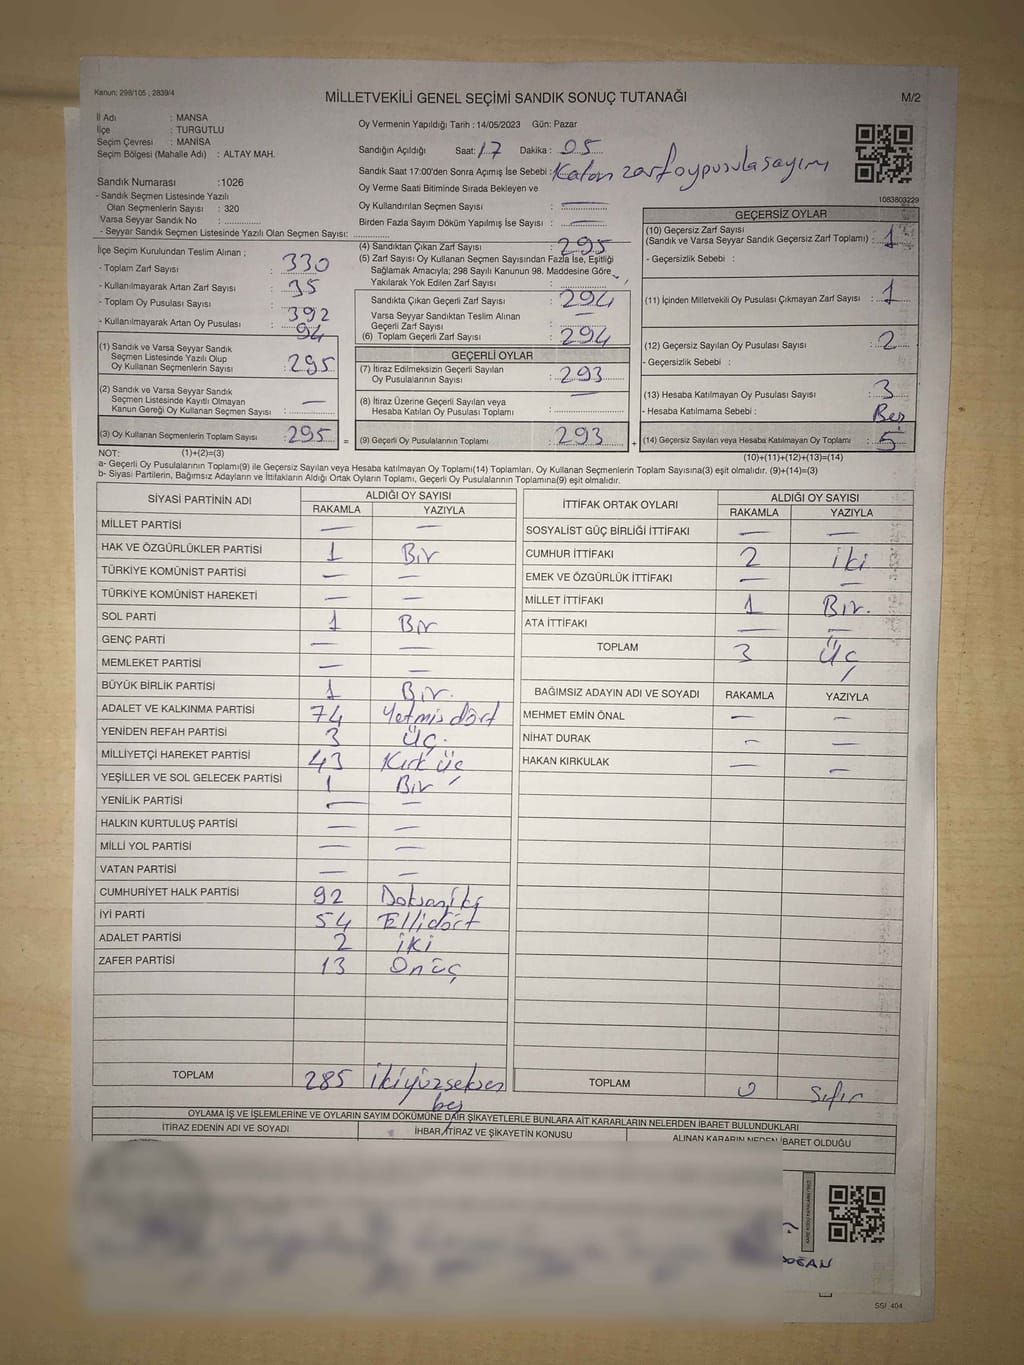 Kanun: 298/105 ; 2839/4
MİLLETVEKİLİ GENEL SEÇİMİ SANDIK SONUÇ TUTANAĞI
M/2
İl Adı : MANİSA
İlçe : TURGUTLU
Seçim Çevresi : MANİSA
Seçim Bölgesi (Mahalle Adı) : ALTAY MAH.
Sandık Numarası :1026
- Sandık Seçmen Listesinde Yazılı
Olan Seçmenlerin Sayısı : 320
Varsa Seyyar Sandık No :
- Seyyar Sandık Seçmen Listesinde Yazılı Olan Seçmen Sayısı:
Oy Vermenin Yapıldığı Tarih : 14/05/2023 Gün: Pazar
Sandığın Açıldığı Saat: 17 Dakika : 05
Sandık Saat 17:00'den Sonra Açımış İse Sebebi : Kalan zarf oy pusula sayımı
Oy Verme Saati Bitiminde Sırada Bekleyen ve
Oy Kullandırılan Seçmen Sayısı : —
Birden Fazla Sayım Döküm Yapılmış İse Sayısı : —
1083803229
İlçe Seçim Kurulundan Teslim Alınan ;
- Toplam Zarf Sayısı : 330
- Kullanılmayarak Artan Zarf Sayısı : 35
- Toplam Oy Pusulası Sayısı : 392
- Kullanılmayarak Artan Oy Pusulası : 94
(1) Sandık ve Varsa Seyyar Sandık
Seçmen Listesinde Yazılı Olup
Oy Kullanan Seçmenlerin Sayısı : 295
(2) Sandık ve Varsa Seyyar Sandık
Seçmen Listesinde Kayıtlı Olmayan
Kanun Gereği Oy Kullanan Seçmen Sayısı : —
(3) Oy Kullanan Seçmenlerin Toplam Sayısı : 295 =
(4) Sandıktan Çıkan Zarf Sayısı : 295
(5) Zarf Sayısı Oy Kullanan Seçmen Sayısından Fazla İse, Eşitliği
Sağlamak Amacıyla; 298 Sayılı Kanunun 98. Maddesine Göre
Yakılarak Yok Edilen Zarf Sayısı :
Sandıkta Çıkan Geçerli Zarf Sayısı : 294
Varsa Seyyar Sandıktan Teslim Alınan
Geçerli Zarf Sayısı : —
(6) Toplam Geçerli Zarf Sayısı : 294
GEÇERLİ OYLAR
(7) İtiraz Edilmeksizin Geçerli Sayılan
Oy Pusulalarının Sayısı : 293
(8) İtiraz Üzerine Geçerli Sayılan veya
Hesaba Katılan Oy Pusulası Toplamı : —
(9) Geçerli Oy Pusulalarının Toplamı : 293 +
GEÇERSİZ OYLAR
(10) Geçersiz Zarf Sayısı
(Sandık ve Varsa Seyyar Sandık Geçersiz Zarf Toplamı) : 1
- Geçersizlik Sebebi :
(11) İçinden Milletvekili Oy Pusulası Çıkmayan Zarf Sayısı : 1
(12) Geçersiz Sayılan Oy Pusulası Sayısı : 2
- Geçersizlik Sebebi :
(13) Hesaba Katılmayan Oy Pusulası Sayısı : 3
- Hesaba Katılmama Sebebi : Beş
(14) Geçersiz Sayılan veya Hesaba Katılmayan Oy Toplamı : 5
NOT: (1)+(2)=(3)
(10)+(11)+(12)+(13)=(14)
a- Geçerli Oy Pusulalarının Toplamı(9) ile Geçersiz Sayılan veya Hesaba katılmayan Oy Toplamı(14) Toplamları, Oy Kullanan Seçmenlerin Toplam Sayısına(3) eşit olmalıdır. (9)+(14)=(3)
b- Siyasi Partilerin, Bağımsız Adayların ve İttifakların Aldığı Ortak Oyların Toplamı, Geçerli Oy Pusulalarının Toplamına(9) eşit olmalıdır.
SİYASİ PARTİNİN ADI ALDIĞI OY SAYISI
RAKAMLA YAZIYLA
MİLLET PARTİSİ — —
HAK VE ÖZGÜRLÜKLER PARTİSİ 1 Bir
TÜRKİYE KOMÜNİST PARTİSİ — —
TÜRKİYE KOMÜNİST HAREKETİ — —
SOL PARTİ 1 Bir
GENÇ PARTİ — —
MEMLEKET PARTİSİ — —
BÜYÜK BİRLİK PARTİSİ 1 Bir.
ADALET VE KALKINMA PARTİSİ 74 Yetmiş dört
YENİDEN REFAH PARTİSİ 3 Üç.
MİLLİYETÇİ HAREKET PARTİSİ 43 Kırk üç
YEŞİLLER VE SOL GELECEK PARTİSİ 1 Bir
YENİLİK PARTİSİ — —
HALKIN KURTULUŞ PARTİSİ — —
MİLLİ YOL PARTİSİ — —
VATAN PARTİSİ — —
CUMHURİYET HALK PARTİSİ 92 Doksan iki
İYİ PARTİ 54 Ellidört
ADALET PARTİSİ 2 iki
ZAFER PARTİSİ 13 Onüç
TOPLAM 285 ikiyüzseksen beş
İTTİFAK ORTAK OYLARI ALDIĞI OY SAYISI
RAKAMLA YAZIYLA
SOSYALİST GÜÇ BİRLİĞİ İTTİFAKI — —
CUMHUR İTTİFAKI 2 iki
EMEK VE ÖZGÜRLÜK İTTİFAKI — —
MİLLET İTTİFAKI 1 Bir.
ATA İTTİFAKI — —
TOPLAM 3 Üç
BAĞIMSIZ ADAYIN ADI VE SOYADI RAKAMLA YAZIYLA
MEHMET EMİN ÖNAL — —
NİHAT DURAK — —
HAKAN KIRKULAK — —
TOPLAM 0 Sıfır
OYLAMA İŞ VE İŞLEMLERİNE VE OYLARIN SAYIM DÖKÜMÜNE DAİR ŞİKAYETLERLE BUNLARA AİT KARARLARIN NELERDEN İBARET BULUNDUKLARI
İTİRAZ EDENİN ADI VE SOYADI İHBAR, İTİRAZ VE ŞİKAYETİN KONUSU ALINAN KARARIN NEDEN İBARET OLDUĞU
DOĞAN
SSİ_404